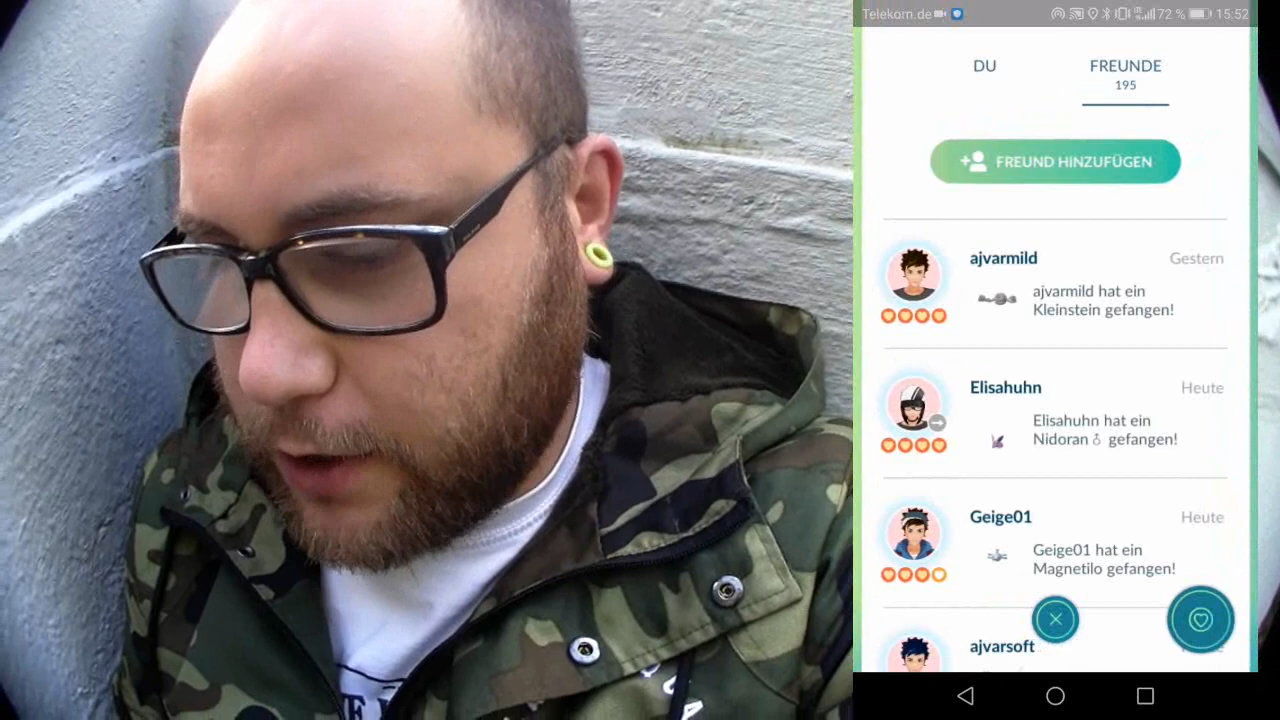 Telekom.de
72 %
15:52
DU
FREUNDE
195
FREUND HINZUFÜGEN
ajvarmild
Gestern
ajvarmild hat ein
Kleinstein gefangen!
Elisahuhn
Heute
Elisahuhn hat ein
Nidoran♂ gefangen!
Geige01
Heute
Geige01 hat ein
Magnetilo gefangen!
ajvarsoft